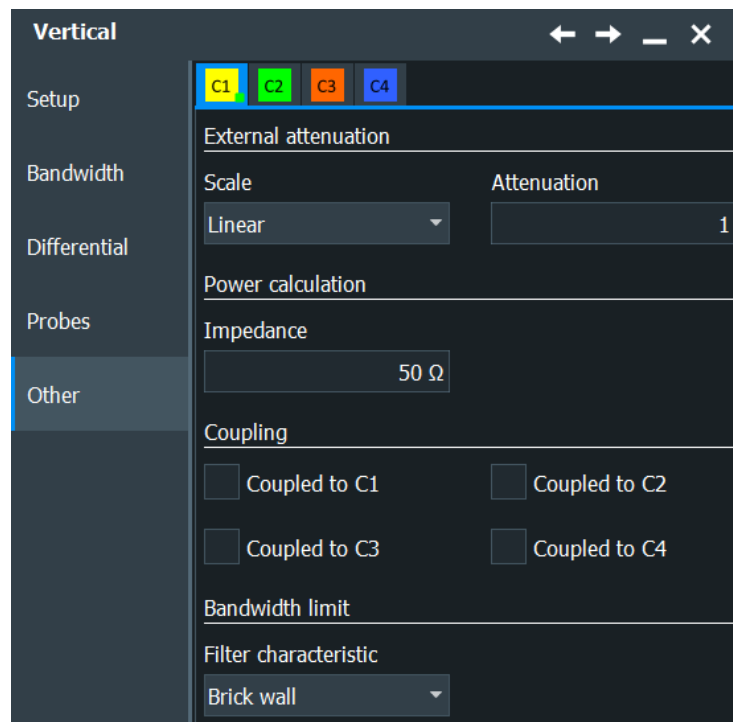 Vertical
Setup
Bandwidth
Differential
Probes
Other
C1 C2 C3 C4
External attenuation
Scale Attenuation
Linear 1
Power calculation
Impedance
50 Ω
Coupling
Coupled to C1 Coupled to C2
Coupled to C3 Coupled to C4
Bandwidth limit
Filter characteristic
Brick wall